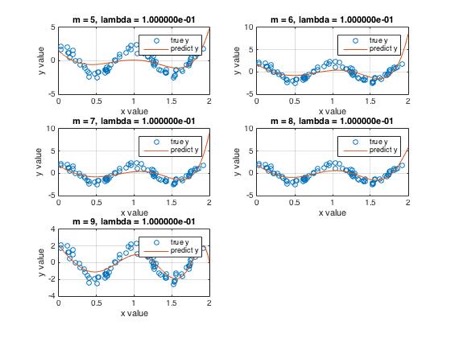 m = 5, lambda = 1.000000e-01
m = 6, lambda = 1.000000e-01
5
0
-5
y value
true y
predict y
0 0.5 1 1.5 2
x value
10
5
0
-5
y value
true y
predict y
0 0.5 1 1.5 2
x value
m = 7, lambda = 1.000000e-01
m = 8, lambda = 1.000000e-01
10
5
0
-5
y value
true y
predict y
0 0.5 1 1.5 2
x value
10
5
0
-5
y value
true y
predict y
0 0.5 1 1.5 2
x value
m = 9, lambda = 1.000000e-01
4
2
0
-2
-4
y value
true y
predict y
0 0.5 1 1.5 2
x value